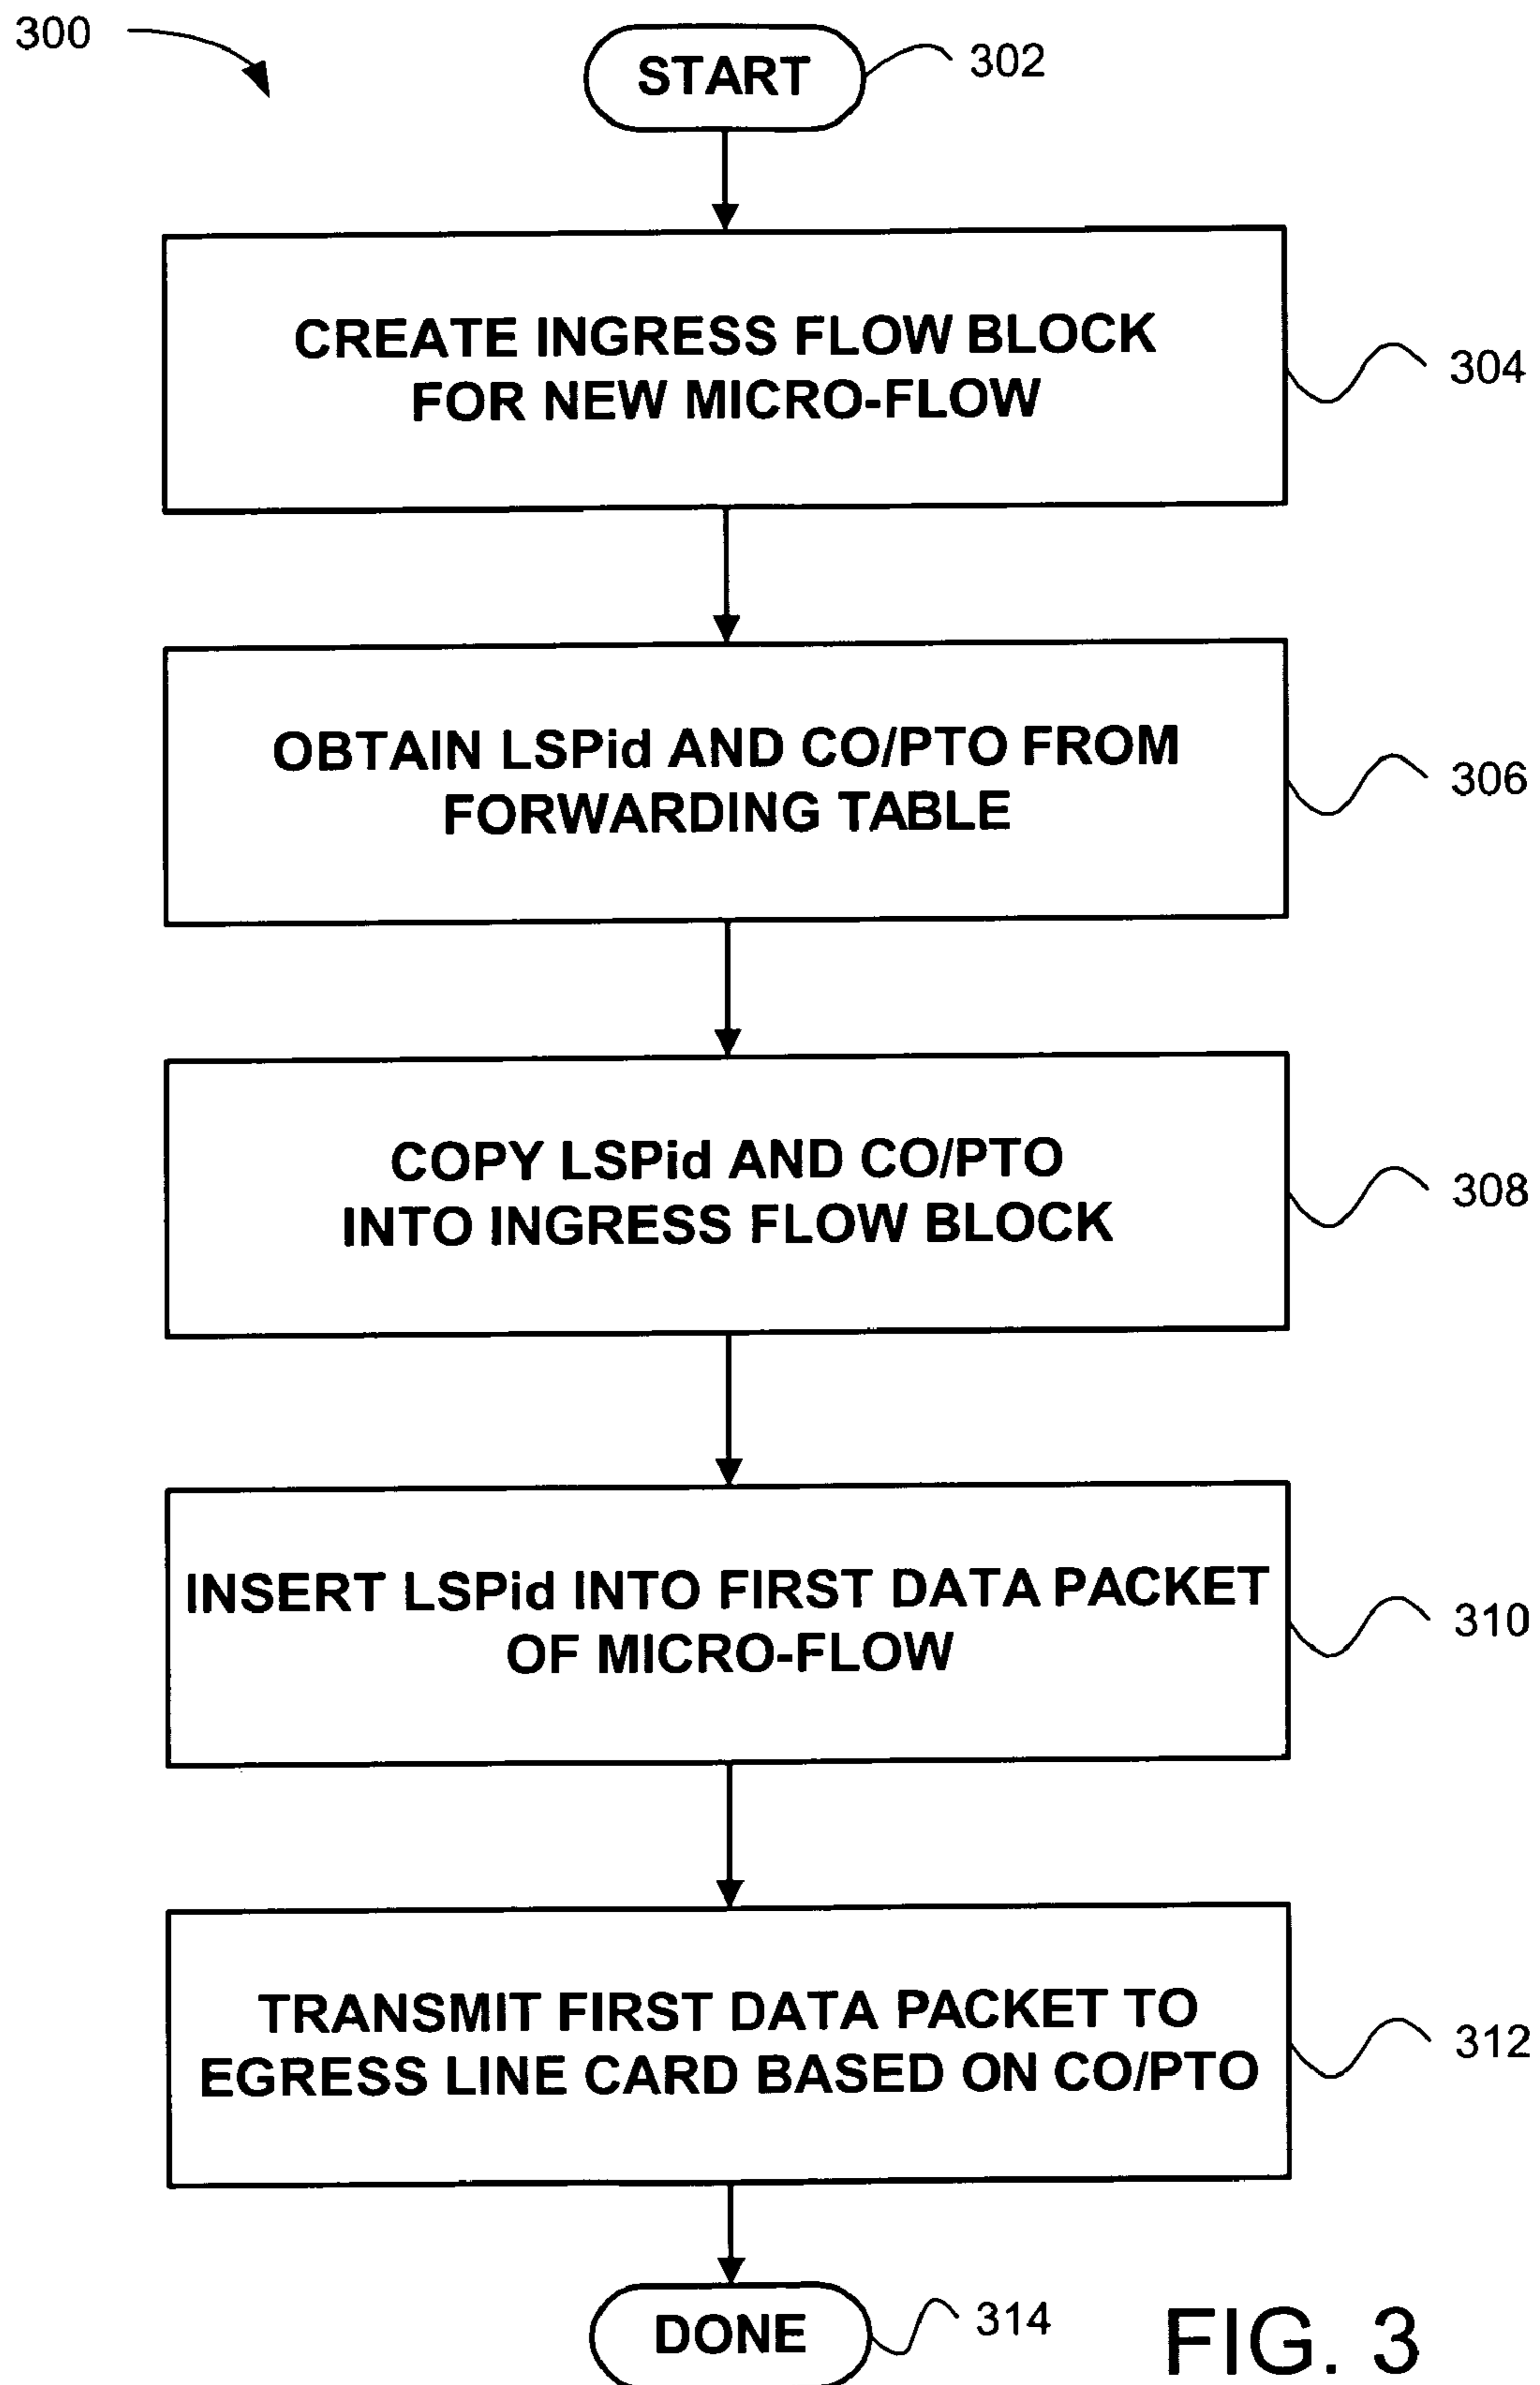 300
START
302
CREATE INGRESS FLOW BLOCK
FOR NEW MICRO-FLOW
304
OBTAIN LSPid AND CO/PTO FROM
FORWARDING TABLE
306
COPY LSPid AND CO/PTO
INTO INGRESS FLOW BLOCK
308
INSERT LSPid INTO FIRST DATA PACKET
OF MICRO-FLOW
310
TRANSMIT FIRST DATA PACKET TO
EGRESS LINE CARD BASED ON CO/PTO
312
DONE
314
FIG. 3